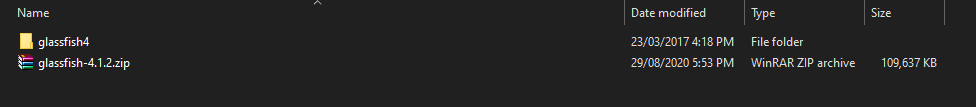 Name Date modified Type Size
glassfish4 23/03/2017 4:18 PM File folder
glassfish-4.1.2.zip 29/08/2020 5:53 PM WinRAR ZIP archive 109,637 KB